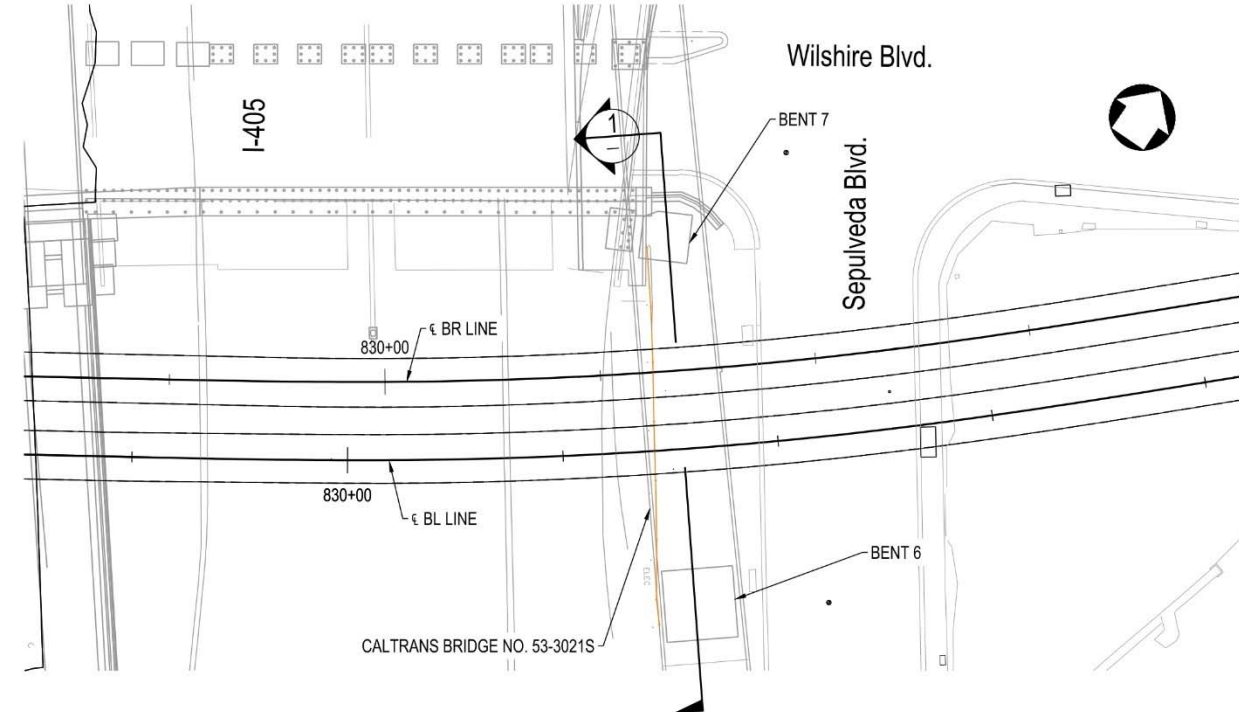 Wilshire Blvd.
I-405
1
BENT 7
Sepulveda Blvd.
℄ BR LINE
830+00
830+00
℄ BL LINE
BENT 6
ELEC
CALTRANS BRIDGE NO. 53-3021S